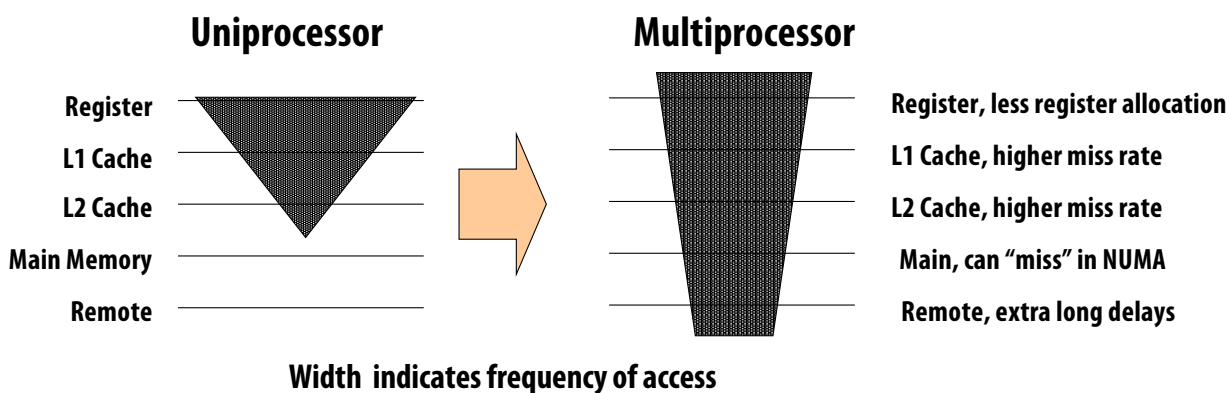 Uniprocessor
Multiprocessor
Register
L1 Cache
L2 Cache
Main Memory
Remote
Register, less register allocation
L1 Cache, higher miss rate
L2 Cache, higher miss rate
Main, can “miss” in NUMA
Remote, extra long delays
Width indicates frequency of access